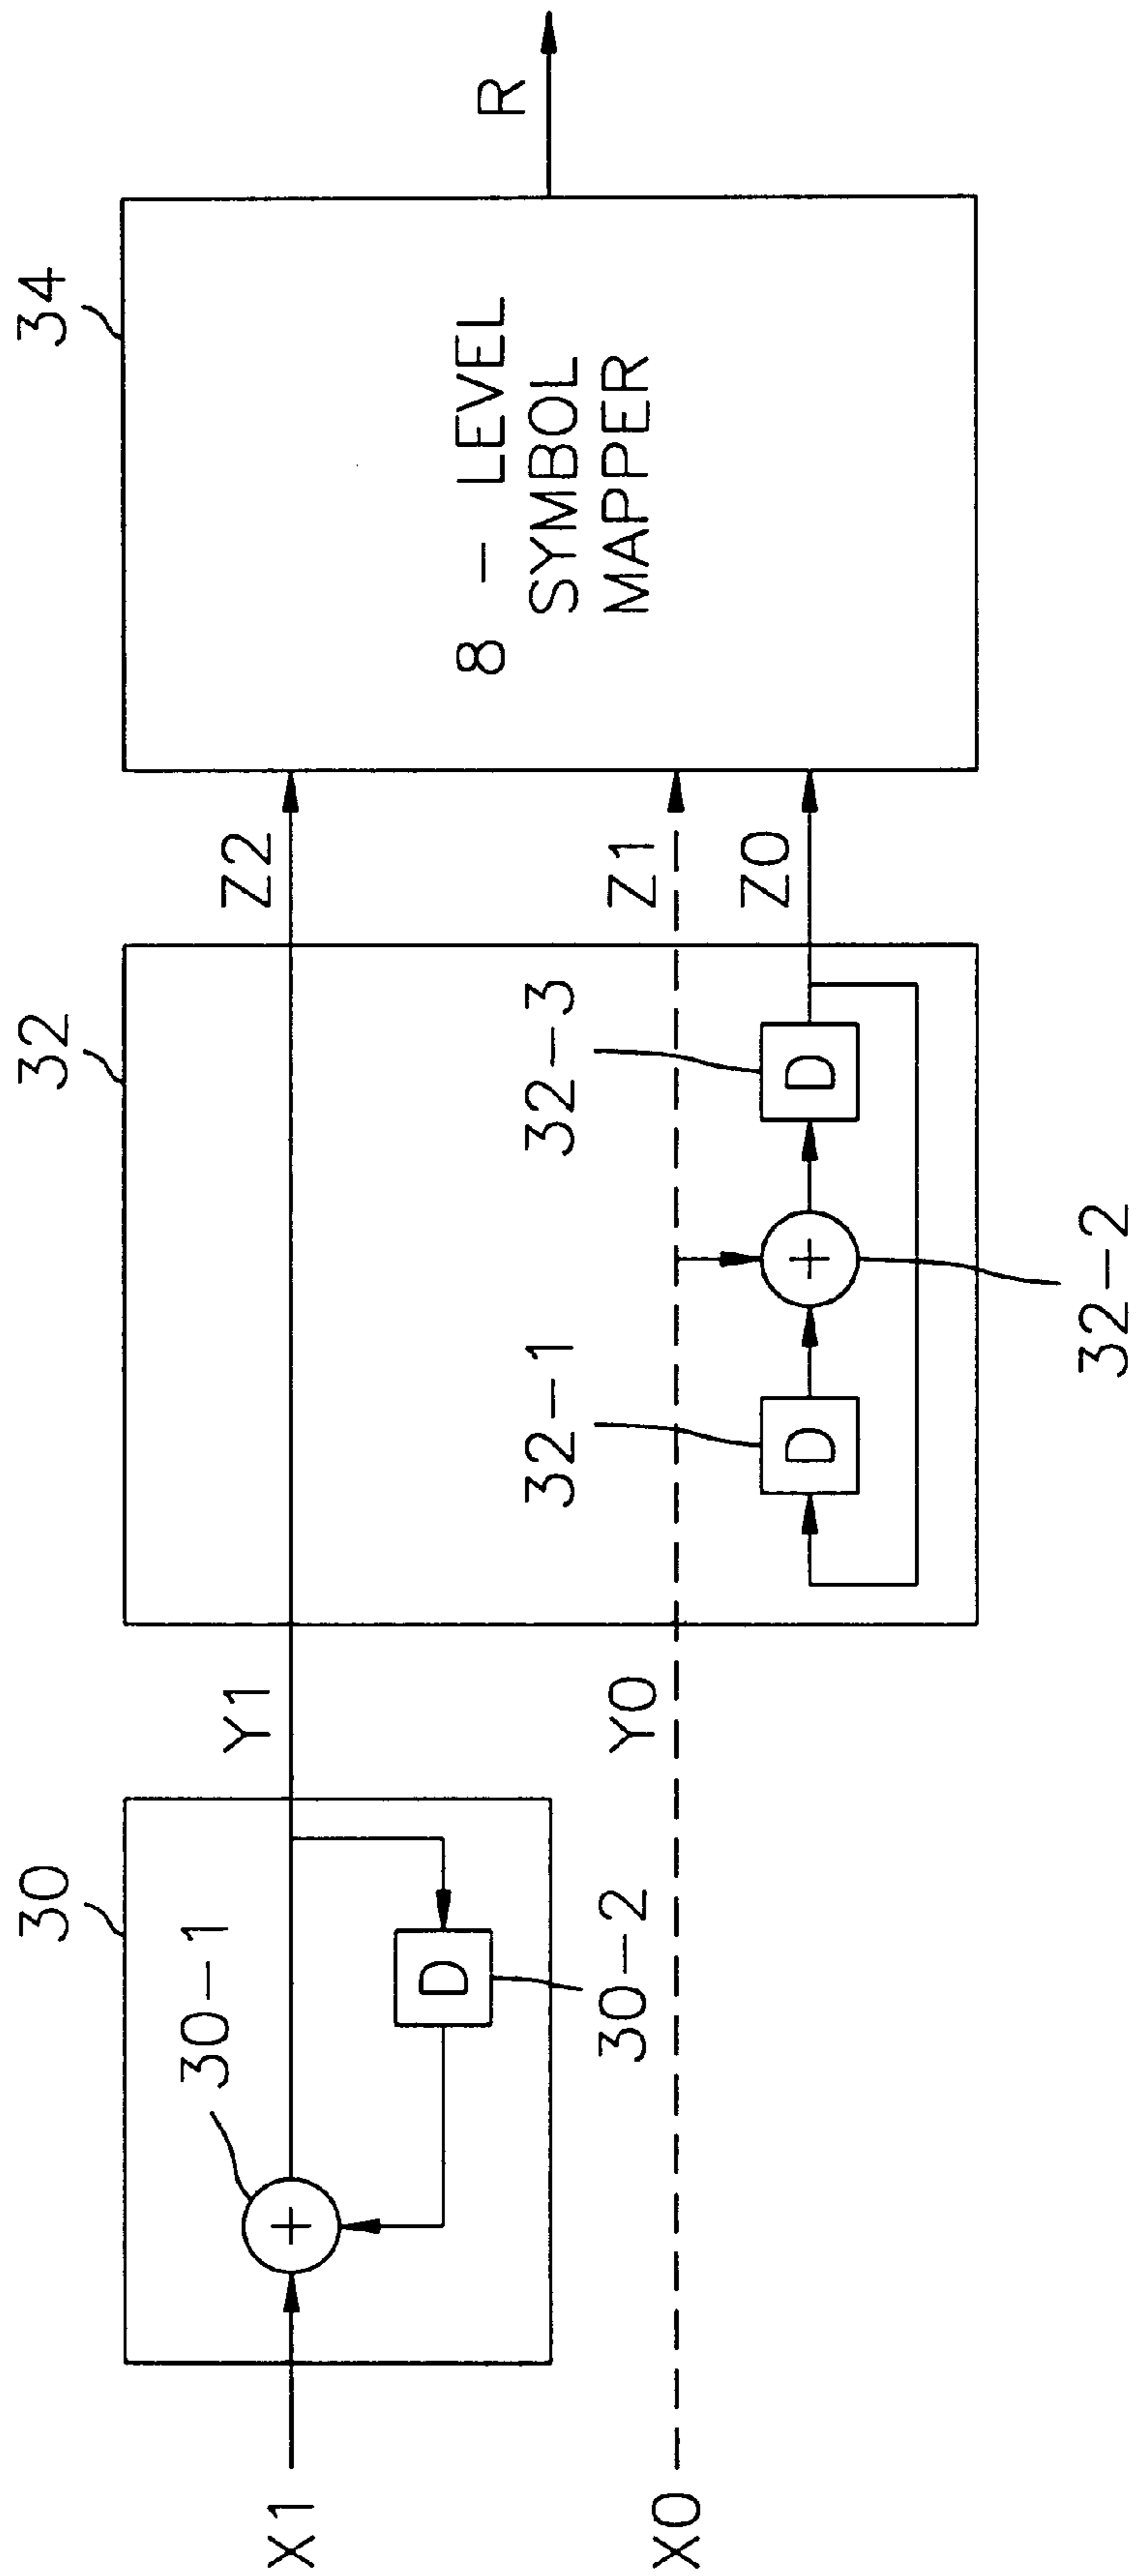 X1
X0
30
30-1
30-2
Y1
Y0
32
32-1
32-2
32-3
D
D
D
+
+
Z2
Z1
Z0
34
8 - LEVEL
SYMBOL
MAPPER
R